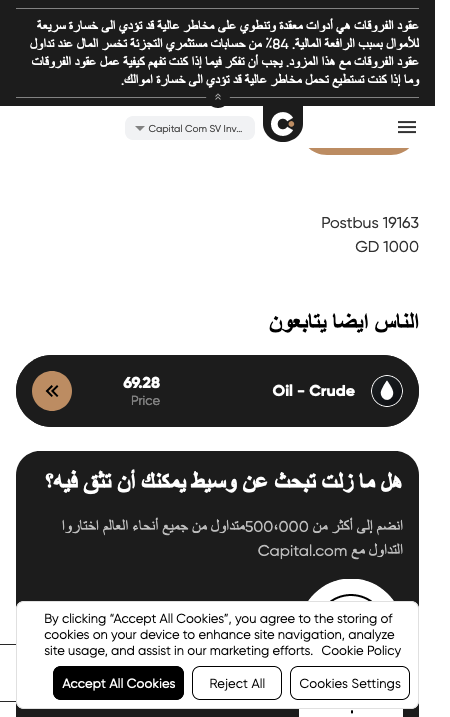 عقود الفروقات هي أدوات معقدة وتنطوي على مخاطر عالية قد تؤدي الى خسارة سريعة
للأموال بسبب الرافعة المالية. 84٪ من حسابات مستثمري التجزئة تخسر المال عند تداول
عقود الفروقات مع هذا المزود. يجب أن تفكر فيما إذا كنت تفهم كيفية عمل عقود الفروقات
وما إذا كنت تستطيع تحمل مخاطر عالية قد تؤدي الى خسارة اموالك.
Capital Com SV Inv...
Postbus 19163
GD 1000
الناس ايضا يتابعون
Oil - Crude
69.28
Price
هل ما زلت تبحث عن وسيط يمكنك أن تثق فيه؟
انضم إلى أكثر من 500،000متداول من جميع أنحاء العالم اختاروا
التداول مع Capital.com
By clicking “Accept All Cookies”, you agree to the storing of
cookies on your device to enhance site navigation, analyze
site usage, and assist in our marketing efforts. Cookie Policy
Accept All Cookies
Reject All
Cookies Settings